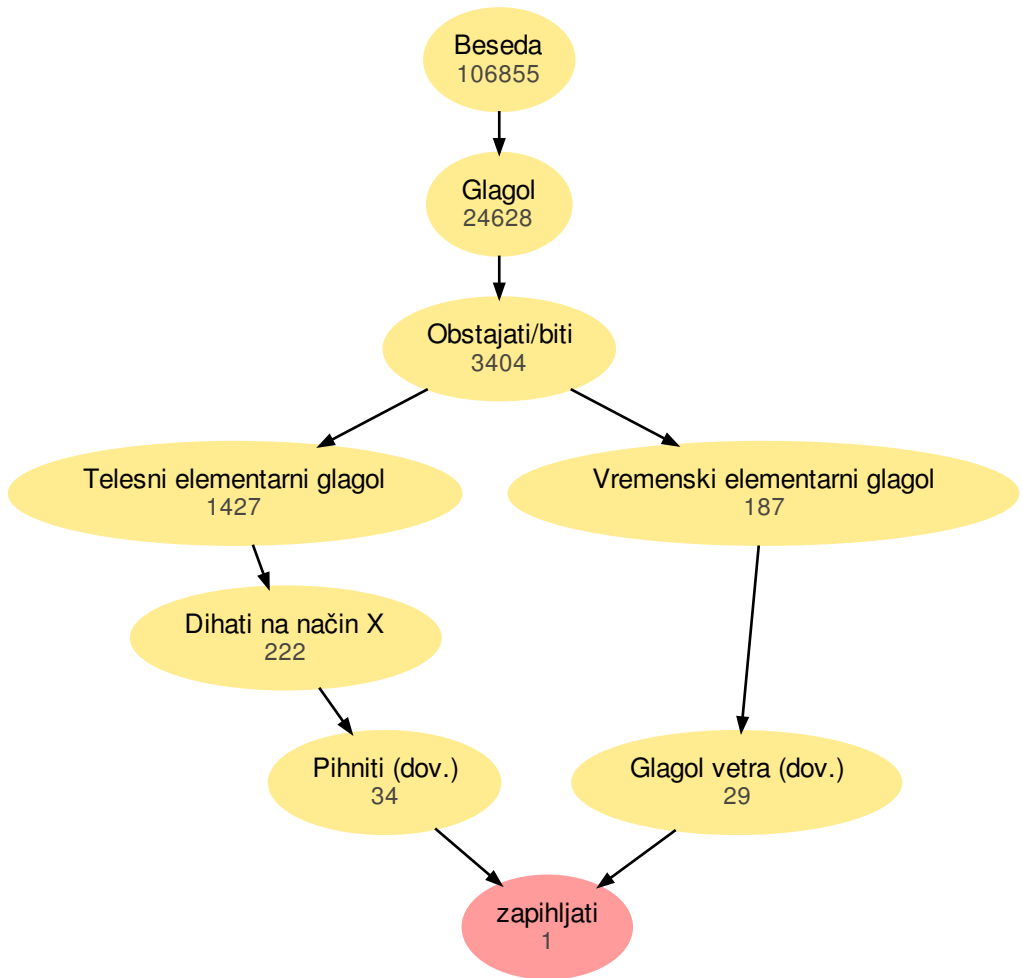 Beseda
106855
Glagol
24628
Obstajati/biti
3404
Telesni elementarni glagol
1427
Vremenski elementarni glagol
187
Dihati na način X
222
Pihniti (dov.)
34
Glagol vetra (dov.)
29
zapihljati
1